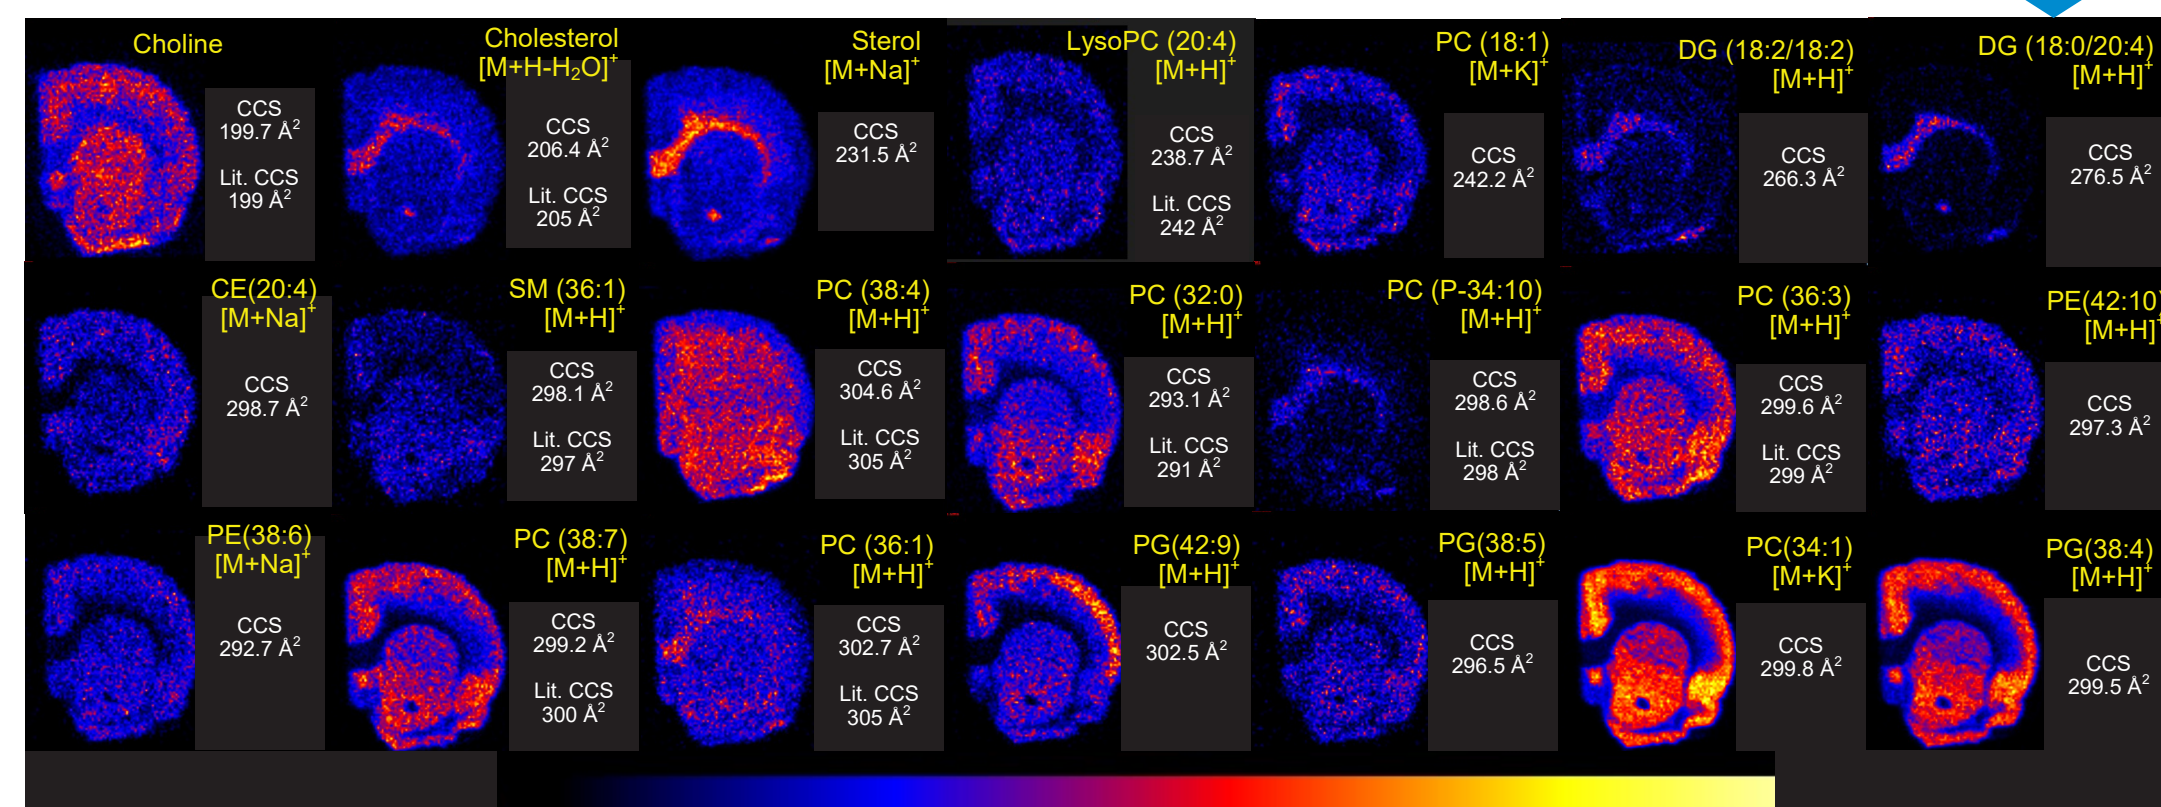 Choline
CCS
199.7 Å²
Lit. CCS
199 Å²
Cholesterol
[M+H-H₂O]⁺
CCS
206.4 Å²
Lit. CCS
205 Å²
Sterol
[M+Na]⁺
CCS
231.5 Å²
LysoPC (20:4)
[M+H]⁺
CCS
238.7 Å²
Lit. CCS
242 Å²
PC (18:1)
[M+K]⁺
CCS
242.2 Å²
DG (18:2/18:2)
[M+H]⁺
CCS
266.3 Å²
DG (18:0/20:4)
[M+H]⁺
CCS
276.5 Å²
CE(20:4)
[M+Na]⁺
CCS
298.7 Å²
SM (36:1)
[M+H]⁺
CCS
298.1 Å²
Lit. CCS
297 Å²
PC (38:4)
[M+H]⁺
CCS
304.6 Å²
Lit. CCS
305 Å²
PC (32:0)
[M+H]⁺
CCS
293.1 Å²
Lit. CCS
291 Å²
PC (P-34:10)
[M+H]⁺
CCS
298.6 Å²
Lit. CCS
298 Å²
PC (36:3)
[M+H]⁺
CCS
299.6 Å²
Lit. CCS
299 Å²
PE(42:10)
[M+H]⁺
CCS
297.3 Å²
PE(38:6)
[M+Na]⁺
CCS
292.7 Å²
PC (38:7)
[M+H]⁺
CCS
299.2 Å²
Lit. CCS
300 Å²
PC (36:1)
[M+H]⁺
CCS
302.7 Å²
Lit. CCS
305 Å²
PG(42:9)
[M+H]⁺
CCS
302.5 Å²
PG(38:5)
[M+H]⁺
CCS
296.5 Å²
PC(34:1)
[M+K]⁺
CCS
299.8 Å²
PG(38:4)
[M+H]⁺
CCS
299.5 Å²